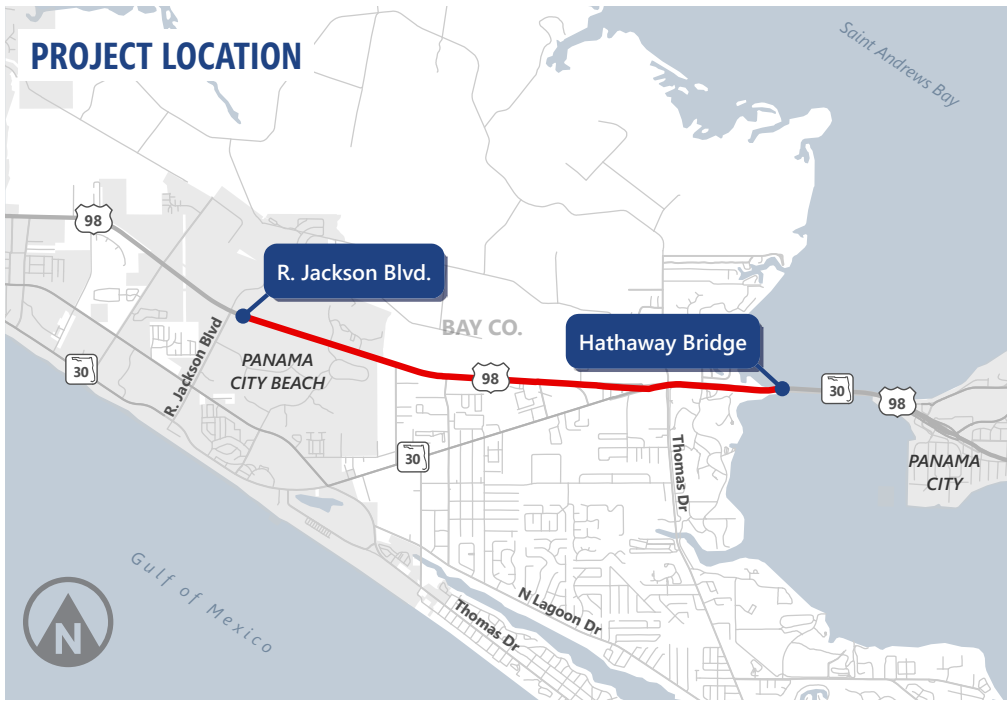 PROJECT LOCATION
Saint Andrews Bay
98
R. Jackson Blvd.
BAY CO.
Hathaway Bridge
R. Jackson Blvd
PANAMA
CITY BEACH
30
98
30
98
30
PANAMA
CITY
Thomas Dr
Gulf of Mexico
N Lagoon Dr
Thomas Dr
N